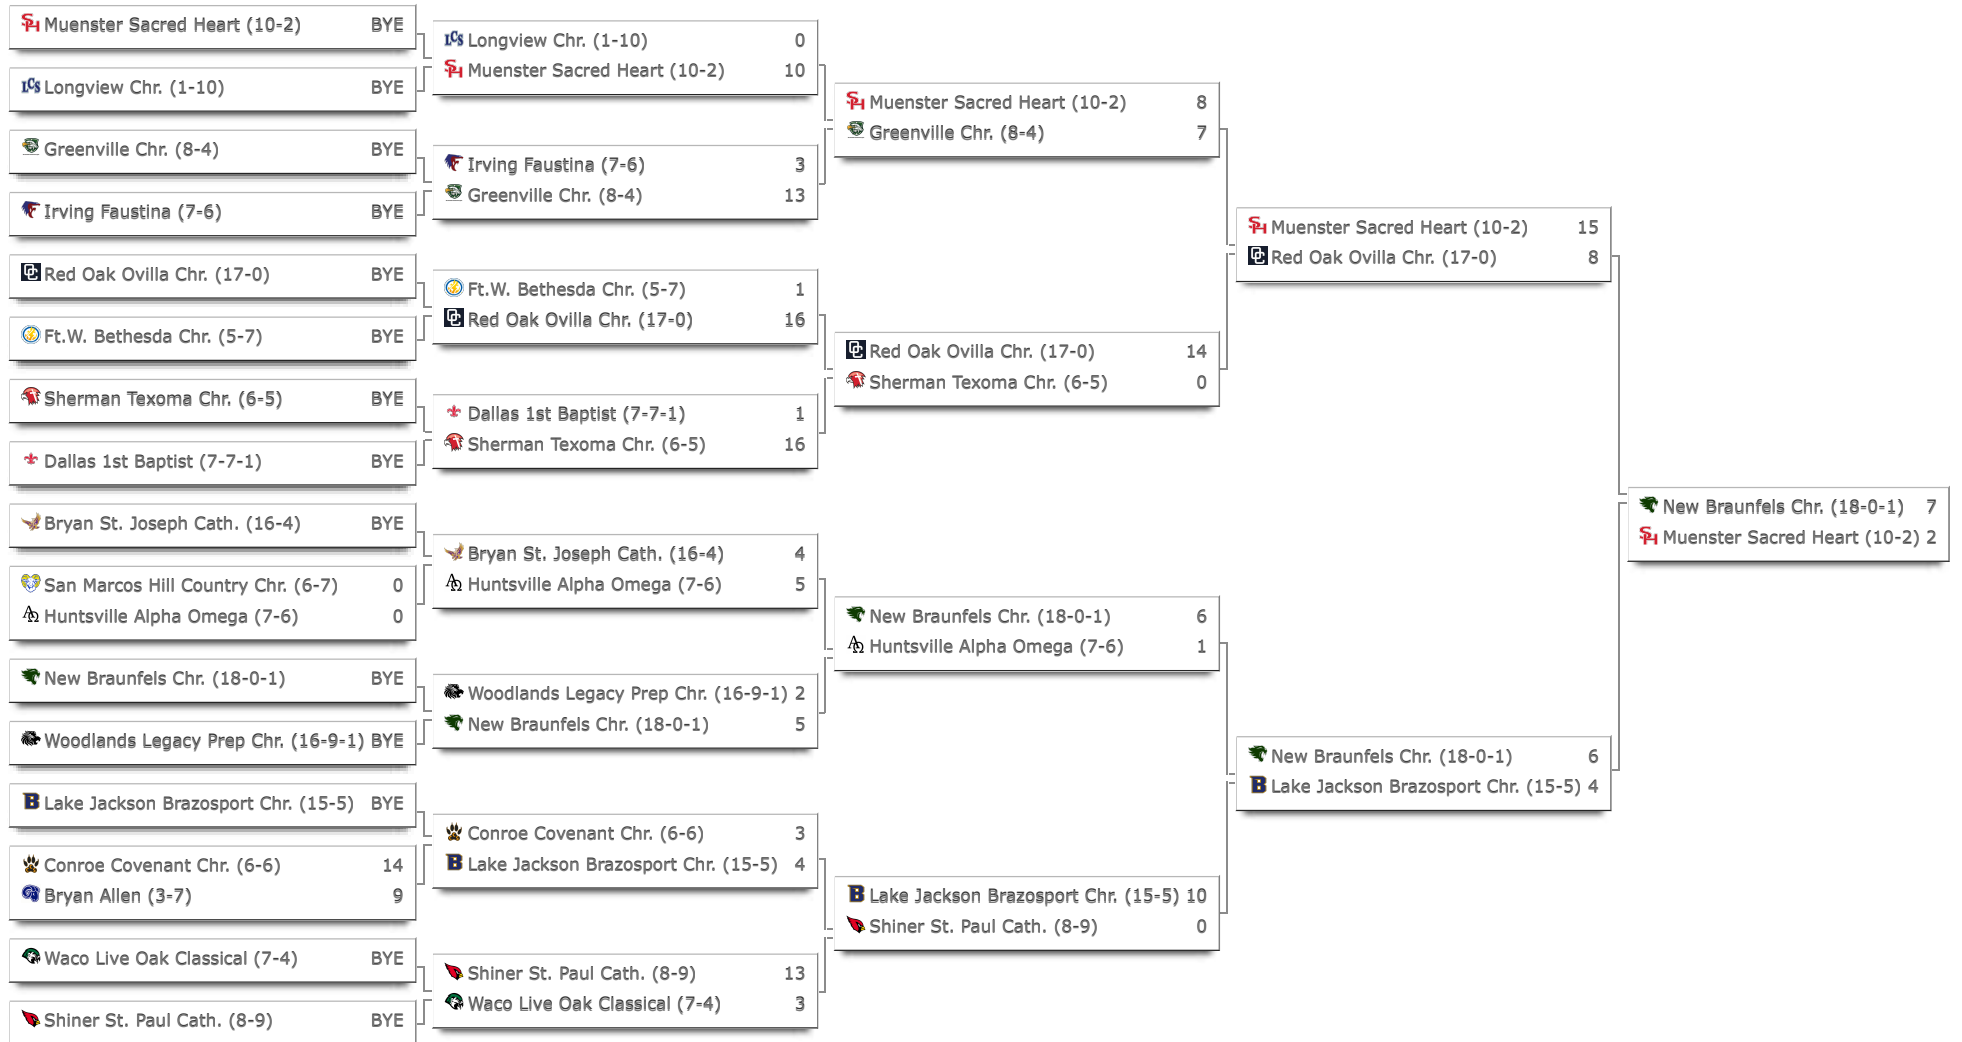 Muenster Sacred Heart (10-2) BYE
Longview Chr. (1-10) BYE
Greenville Chr. (8-4) BYE
Irving Faustina (7-6) BYE
Red Oak Ovilla Chr. (17-0) BYE
Ft.W. Bethesda Chr. (5-7) BYE
Sherman Texoma Chr. (6-5) BYE
Dallas 1st Baptist (7-7-1) BYE
Bryan St. Joseph Cath. (16-4) BYE
San Marcos Hill Country Chr. (6-7) 0
Huntsville Alpha Omega (7-6) 0
New Braunfels Chr. (18-0-1) BYE
Woodlands Legacy Prep Chr. (16-9-1) BYE
Lake Jackson Brazosport Chr. (15-5) BYE
Conroe Covenant Chr. (6-6) 14
Bryan Allen (3-7) 9
Waco Live Oak Classical (7-4) BYE
Shiner St. Paul Cath. (8-9) BYE
Longview Chr. (1-10) 0
Muenster Sacred Heart (10-2) 10
Irving Faustina (7-6) 3
Greenville Chr. (8-4) 13
Ft.W. Bethesda Chr. (5-7) 1
Red Oak Ovilla Chr. (17-0) 16
Dallas 1st Baptist (7-7-1) 1
Sherman Texoma Chr. (6-5) 16
Bryan St. Joseph Cath. (16-4) 4
Huntsville Alpha Omega (7-6) 5
Woodlands Legacy Prep Chr. (16-9-1) 2
New Braunfels Chr. (18-0-1) 5
Conroe Covenant Chr. (6-6) 3
Lake Jackson Brazosport Chr. (15-5) 4
Shiner St. Paul Cath. (8-9) 13
Waco Live Oak Classical (7-4) 3
Muenster Sacred Heart (10-2) 8
Greenville Chr. (8-4) 7
Red Oak Ovilla Chr. (17-0) 14
Sherman Texoma Chr. (6-5) 0
New Braunfels Chr. (18-0-1) 6
Huntsville Alpha Omega (7-6) 1
Lake Jackson Brazosport Chr. (15-5) 10
Shiner St. Paul Cath. (8-9) 0
Muenster Sacred Heart (10-2) 15
Red Oak Ovilla Chr. (17-0) 8
New Braunfels Chr. (18-0-1) 6
Lake Jackson Brazosport Chr. (15-5) 4
New Braunfels Chr. (18-0-1) 7
Muenster Sacred Heart (10-2) 2